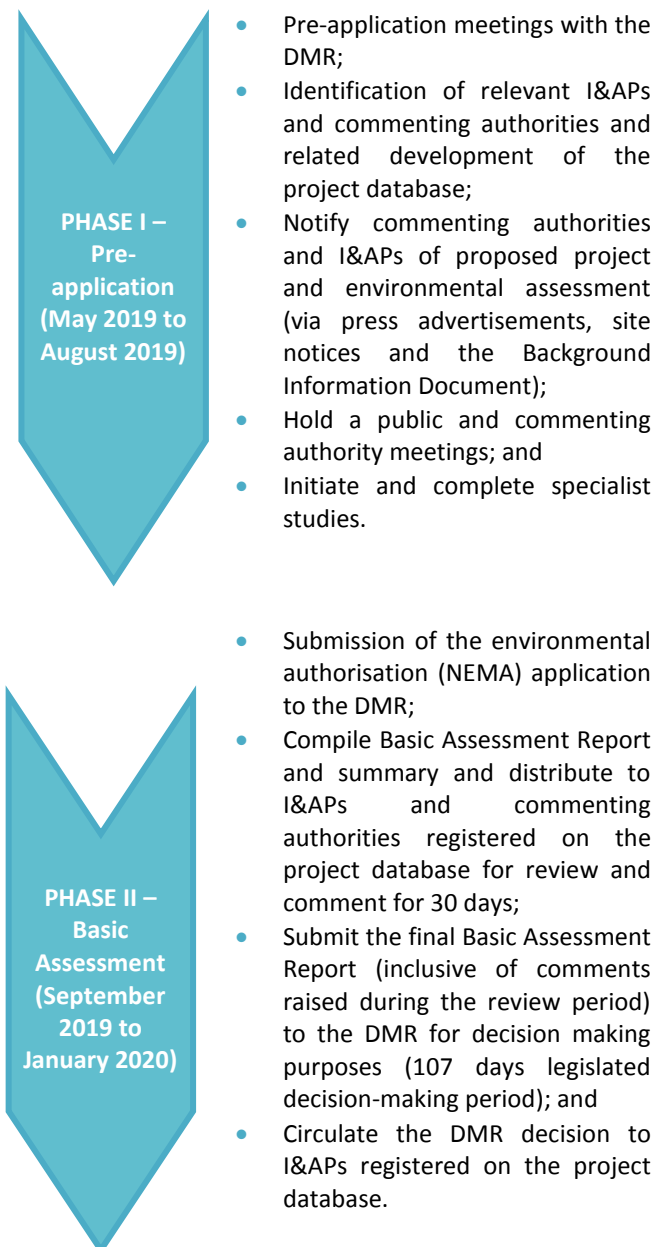 PHASE I –
Pre-
application
(May 2019 to
August 2019)
• Pre-application meetings with the
DMR;
• Identification of relevant I&APs
and commenting authorities and
related development of the
project database;
• Notify commenting authorities
and I&APs of proposed project
and environmental assessment
(via press advertisements, site
notices and the Background
Information Document);
• Hold a public and commenting
authority meetings; and
• Initiate and complete specialist
studies.
PHASE II –
Basic
Assessment
(September
2019 to
January 2020)
• Submission of the environmental
authorisation (NEMA) application
to the DMR;
• Compile Basic Assessment Report
and summary and distribute to
I&APs and commenting
authorities registered on the
project database for review and
comment for 30 days;
• Submit the final Basic Assessment
Report (inclusive of comments
raised during the review period)
to the DMR for decision making
purposes (107 days legislated
decision-making period); and
• Circulate the DMR decision to
I&APs registered on the project
database.